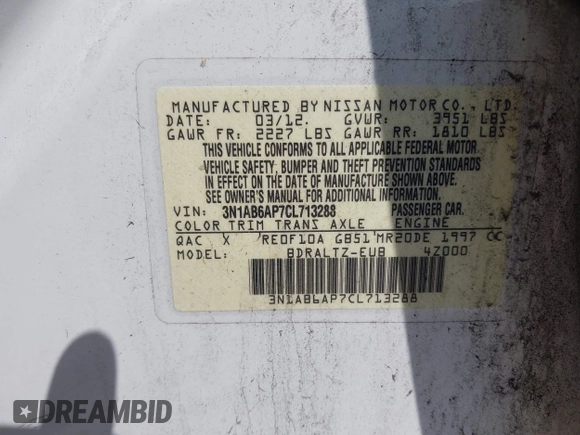 MANUFACTURED BY NISSAN MOTOR CO., LTD.
DATE: 03/12. GVWR: 3951 LBS
GAWR FR: 2227 LBS GAWR RR: 1810 LBS
THIS VEHICLE CONFORMS TO ALL APPLICABLE FEDERAL MOTOR
VEHICLE SAFETY, BUMPER AND THEFT PREVENTION STANDARDS
IN EFFECT ON THE DATE OF MANUFACTURE SHOWN ABOVE.
SEE OWNER'S MANUAL FOR ADDITIONAL INFORMATION.
VIN: 3N1AB6AP7CL713288 PASSENGER CAR.
COLOR TRIM TRANS AXLE ENGINE
QAC X /RE0F10A GB51 MR20DE 1997 CC
MODEL: BDRALTZ-EUB 4Z000
3N1AB6AP7CL713288
DREAMBID